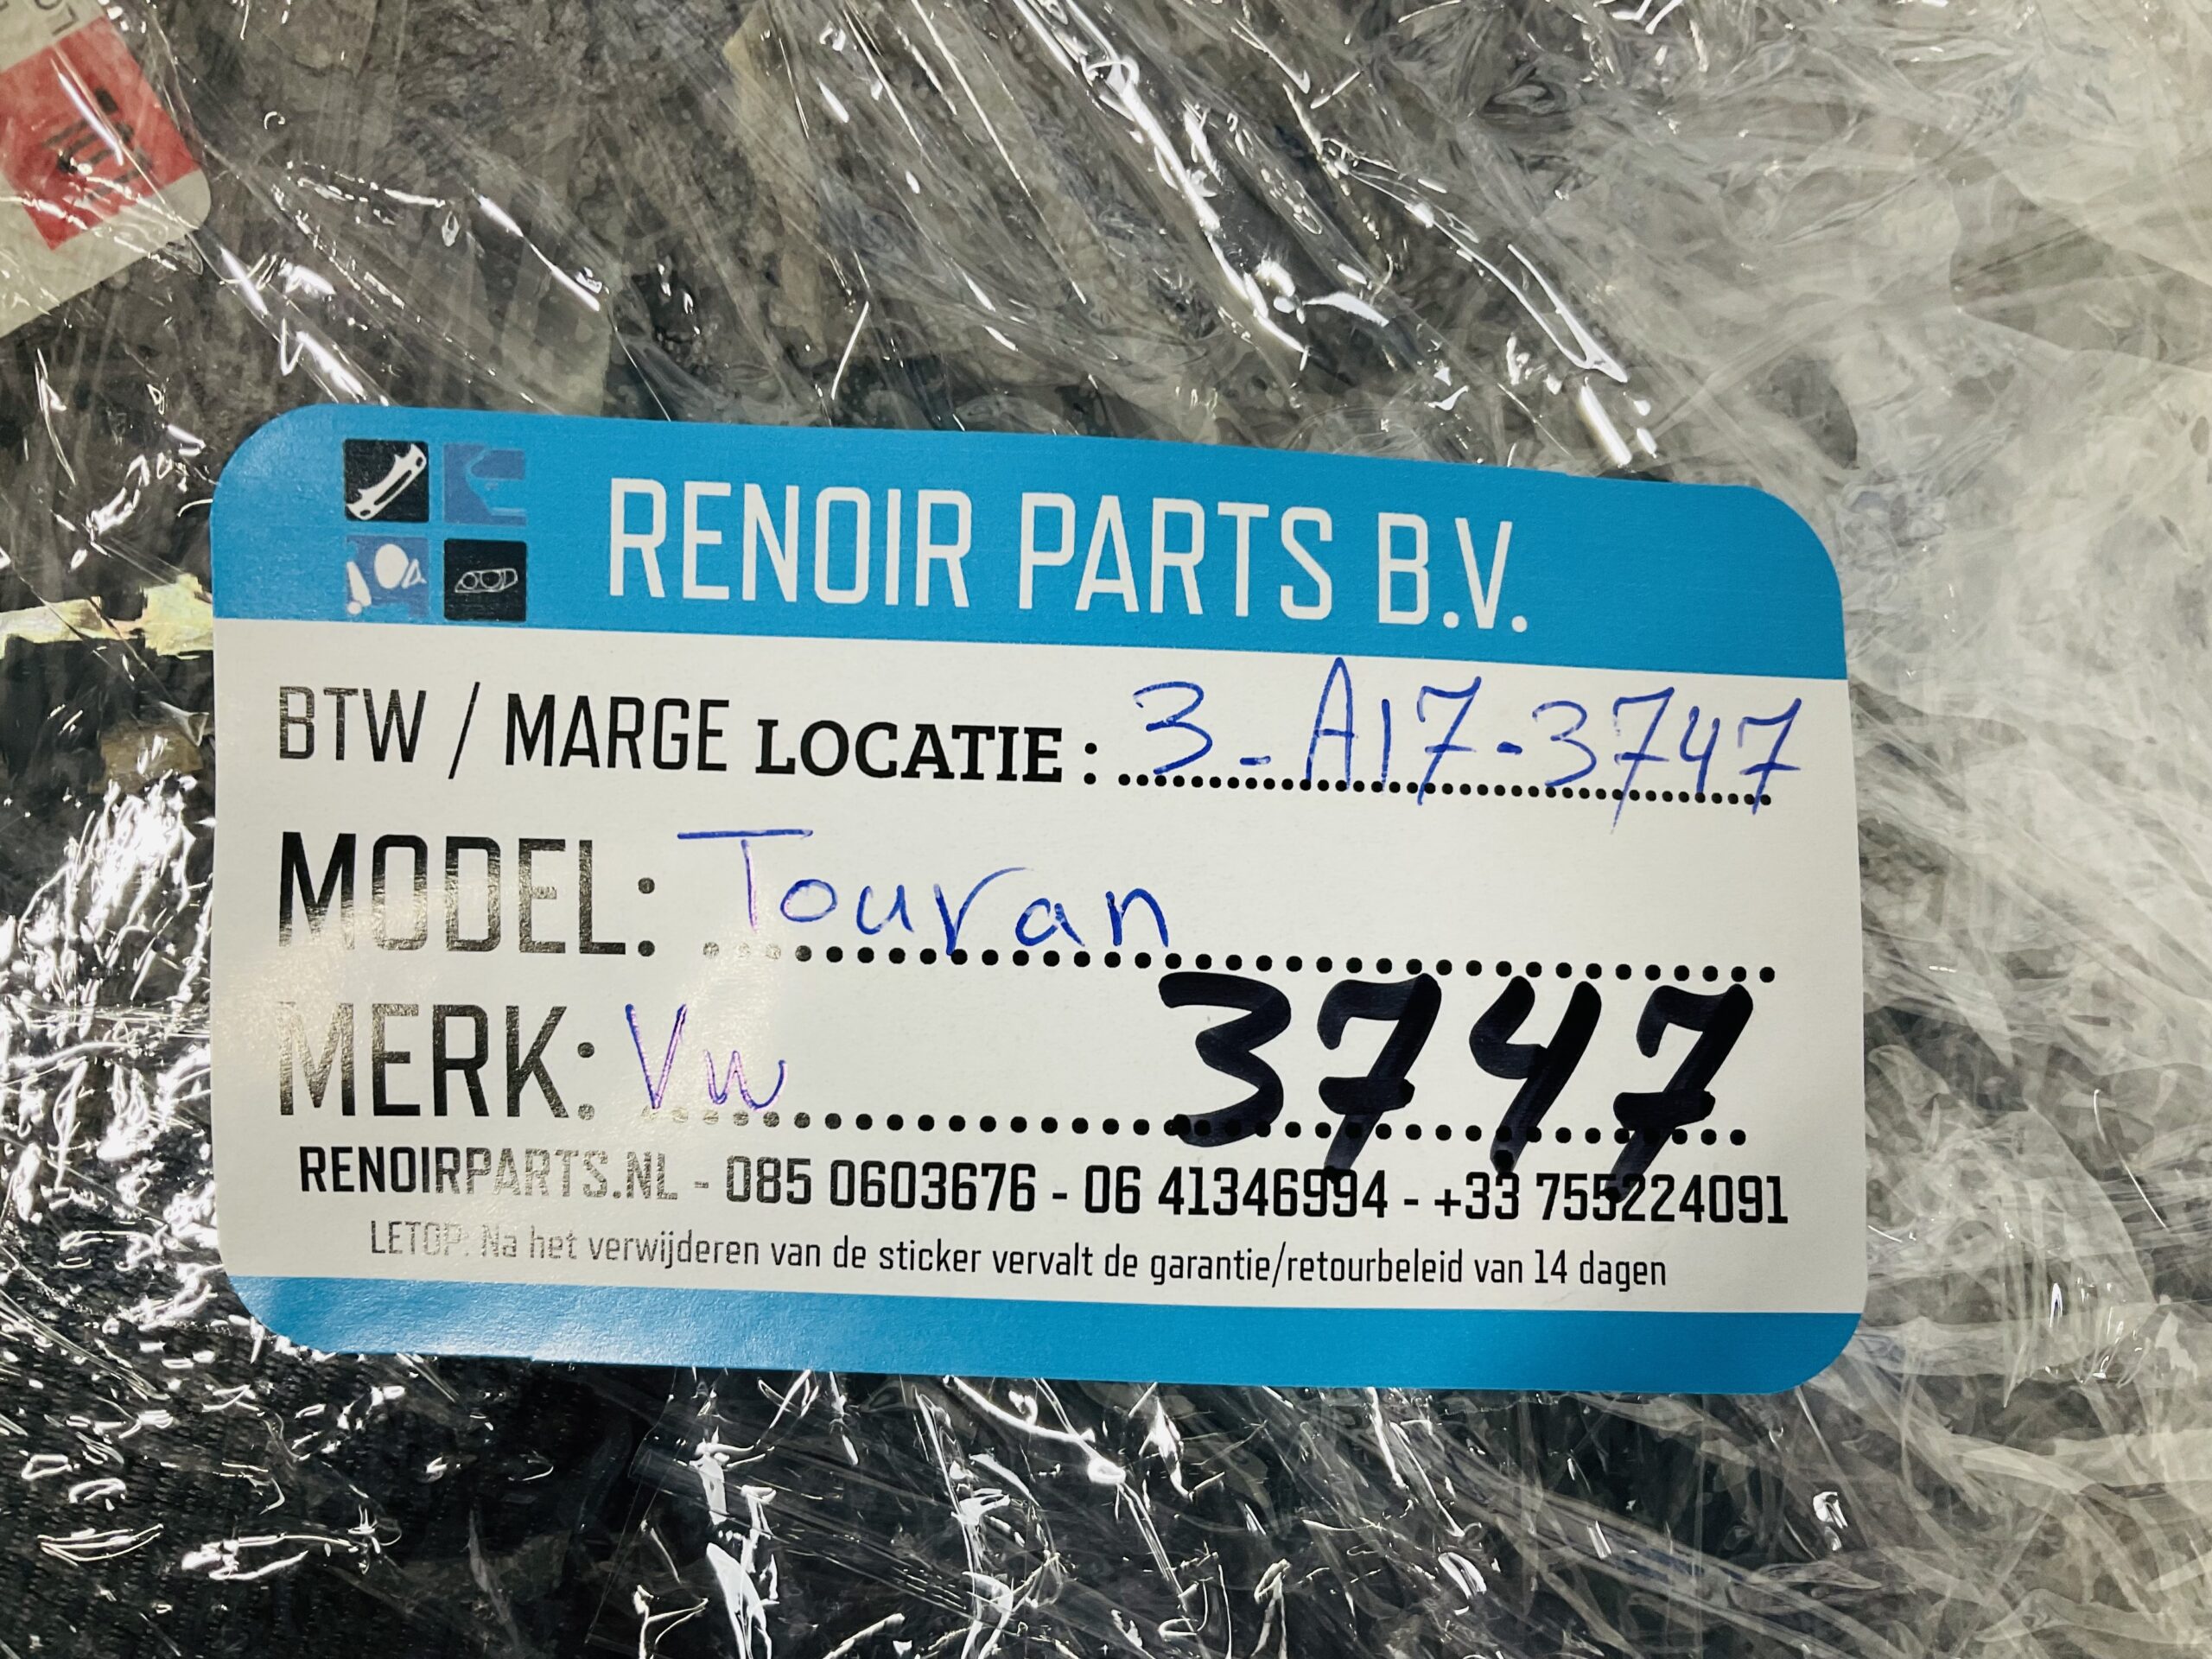 RENOIR PARTS B.V.
BTW / MARGE LOCATIE: 3-A17-3747
MODEL: Touran
MERK: Vw 3747
RENOIRPARTS.NL - 085 0603676 - 06 41346994 - +33 755224091
LETOP: Na het verwijderen van de sticker vervalt de garantie/retourbeleid van 14 dagen